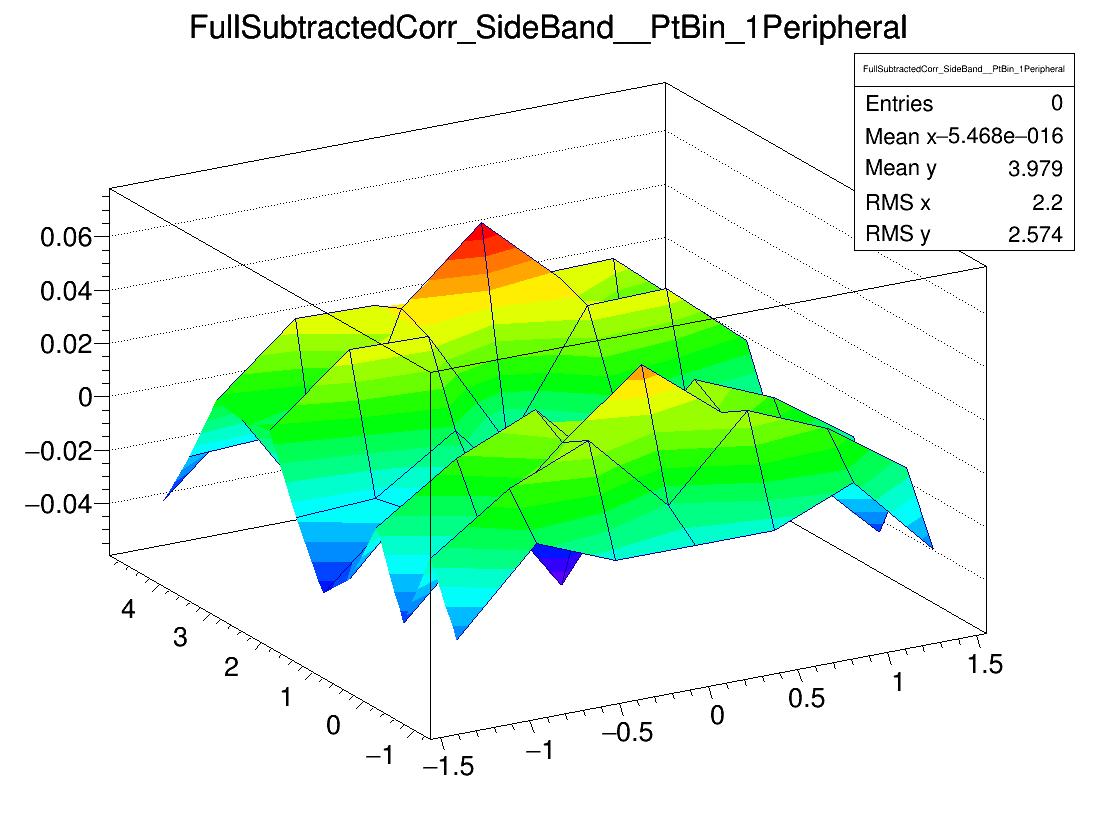 FullSubtractedCorr_SideBand__PtBin_1Peripheral
FullSubtractedCorr_SideBand__PtBin_1Peripheral
Entries 0
Mean x −5.468e−016
Mean y 3.979
RMS x 2.2
RMS y 2.574
0.06
0.04
0.02
0
−0.02
−0.04
4
3
2
1
0
−1
−1.5
−1
−0.5
0
0.5
1
1.5